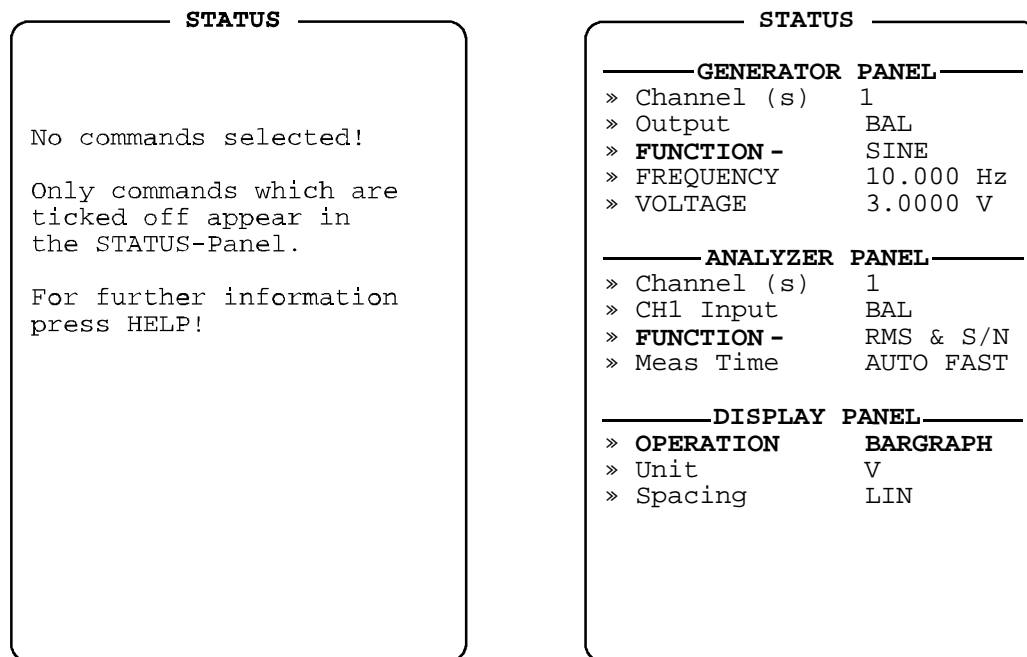 STATUS
No commands selected!
Only commands which are
ticked off appear in
the STATUS-Panel.
For further information
press HELP!
STATUS
GENERATOR PANEL
» Channel (s) 1
» Output BAL
» FUNCTION - SINE
» FREQUENCY 10.000 Hz
» VOLTAGE 3.0000 V
ANALYZER PANEL
» Channel (s) 1
» CH1 Input BAL
» FUNCTION - RMS & S/N
» Meas Time AUTO FAST
DISPLAY PANEL
» OPERATION BARGRAPH
» Unit V
» Spacing LIN